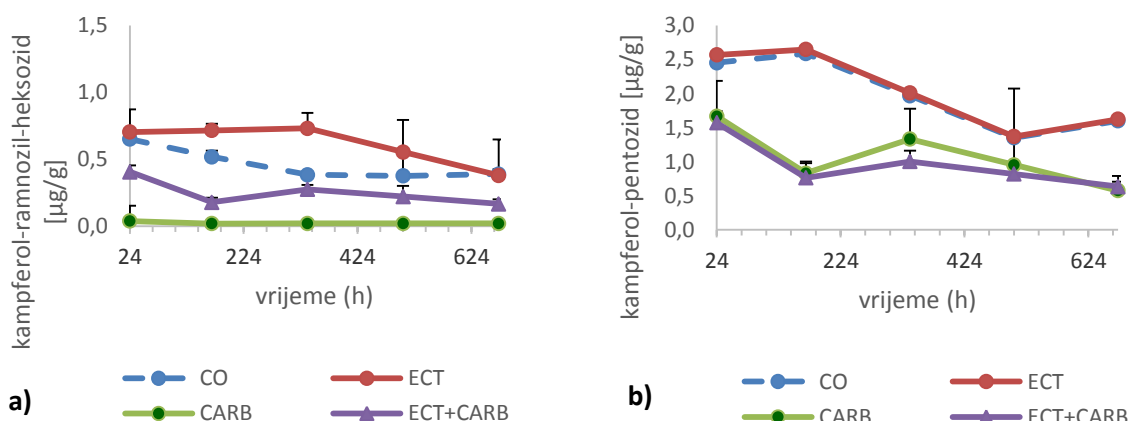 kampferol-ramnozil-heksozid
[µg/g]
1,5
1,0
0,5
0,0
24
224
424
624
vrijeme (h)
CO
ECT
CARB
ECT+CARB
a)
kampferol-pentozid [µg/g]
3,0
2,5
2,0
1,5
1,0
0,5
0,0
24
224
424
624
vrijeme (h)
CO
ECT
CARB
ECT+CARB
b)